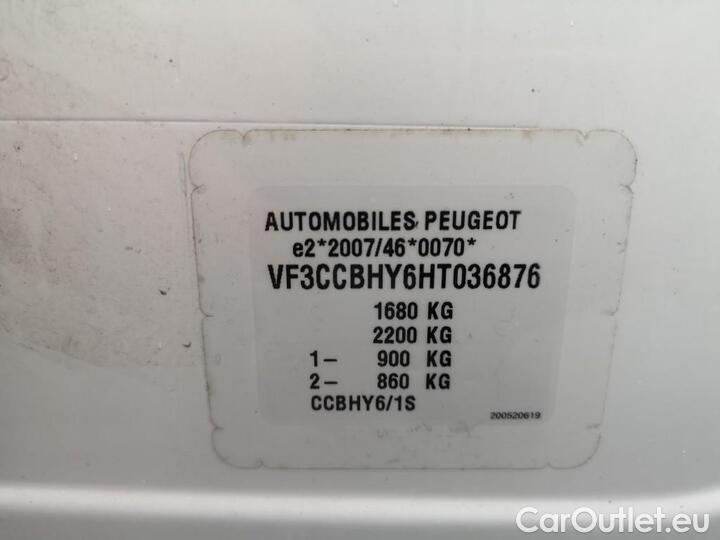 AUTOMOBILES PEUGEOT
e2*2007/46*0070*
VF3CCBHY6HT036876
1680 KG
2200 KG
1- 900 KG
2- 860 KG
CCBHY6/1S
200520619
CarOutlet.eu